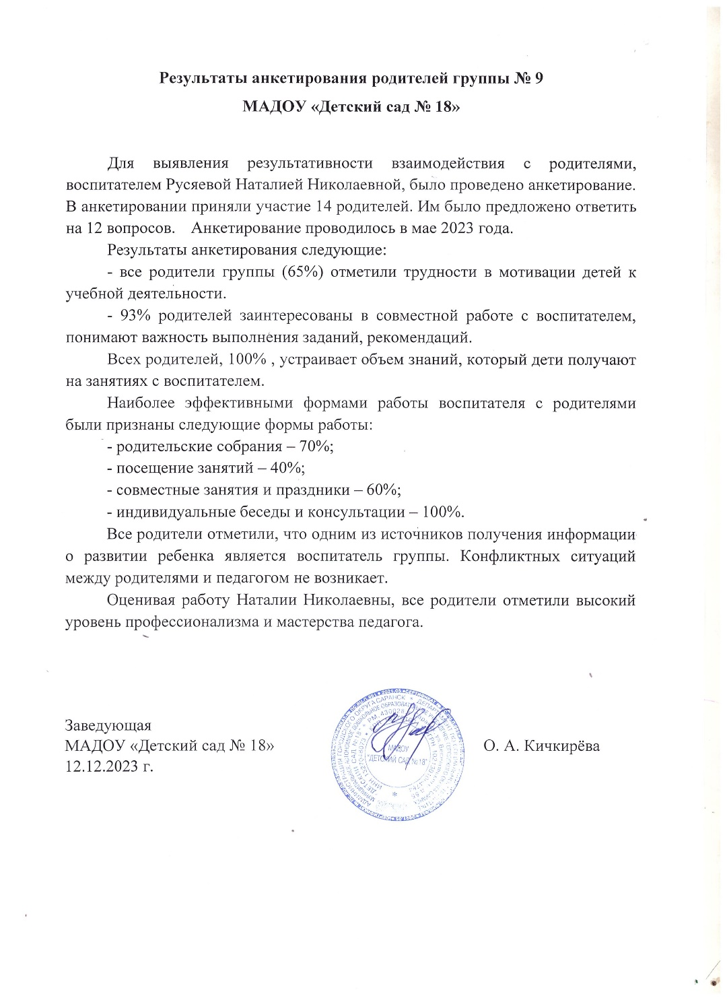 Результаты анкетирования родителей группы № 9
МАДОУ «Детский сад № 18»
Для выявления результативности взаимодействия с родителями,
воспитателем Русяевой Наталией Николаевной, было проведено анкетирование.
В анкетировании приняли участие 14 родителей. Им было предложено ответить
на 12 вопросов. Анкетирование проводилось в мае 2023 года.
Результаты анкетирования следующие:
- все родители группы (65%) отметили трудности в мотивации детей к
учебной деятельности.
- 93% родителей заинтересованы в совместной работе с воспитателем,
понимают важность выполнения заданий, рекомендаций.
Всех родителей, 100% , устраивает объем знаний, который дети получают
на занятиях с воспитателем.
Наиболее эффективными формами работы воспитателя с родителями
были признаны следующие формы работы:
- родительские собрания – 70%;
- посещение занятий – 40%;
- совместные занятия и праздники – 60%;
- индивидуальные беседы и консультации – 100%.
Все родители отметили, что одним из источников получения информации
о развитии ребенка является воспитатель группы. Конфликтных ситуаций
между родителями и педагогом не возникает.
Оценивая работу Наталии Николаевны, все родители отметили высокий
уровень профессионализма и мастерства педагога.
Заведующая
МАДОУ «Детский сад № 18»
О. А. Кичкирёва
12.12.2023 г.
МАДОУ
"ДЕТСКИЙ САД № 18"